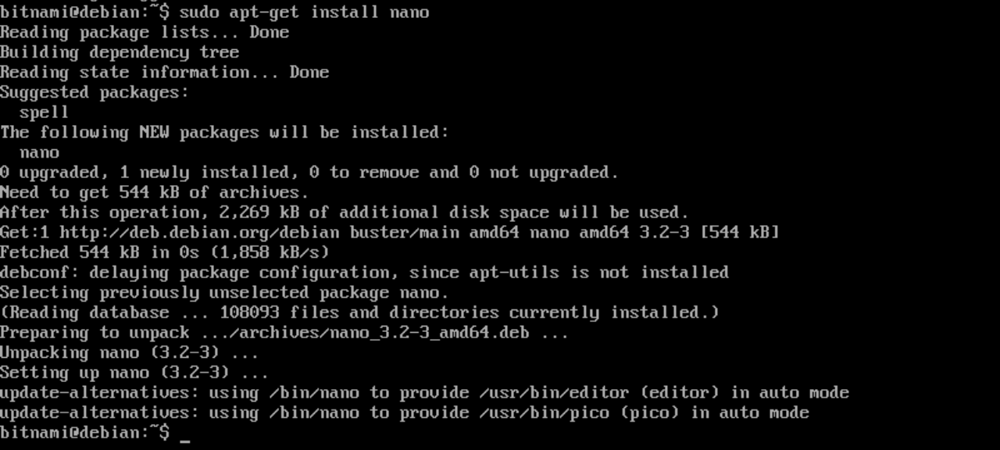 bitnami@debian:~$ sudo apt-get install nano
Reading package lists... Done
Building dependency tree
Reading state information... Done
Suggested packages:
  spell
The following NEW packages will be installed:
  nano
0 upgraded, 1 newly installed, 0 to remove and 0 not upgraded.
Need to get 544 kB of archives.
After this operation, 2,269 kB of additional disk space will be used.
Get:1 http://deb.debian.org/debian buster/main amd64 nano amd64 3.2-3 [544 kB]
Fetched 544 kB in 0s (1,858 kB/s)
debconf: delaying package configuration, since apt-utils is not installed
Selecting previously unselected package nano.
(Reading database ... 108093 files and directories currently installed.)
Preparing to unpack .../archives/nano_3.2-3_amd64.deb ...
Unpacking nano (3.2-3) ...
Setting up nano (3.2-3) ...
update-alternatives: using /bin/nano to provide /usr/bin/editor (editor) in auto mode
update-alternatives: using /bin/nano to provide /usr/bin/pico (pico) in auto mode
bitnami@debian:~$ _